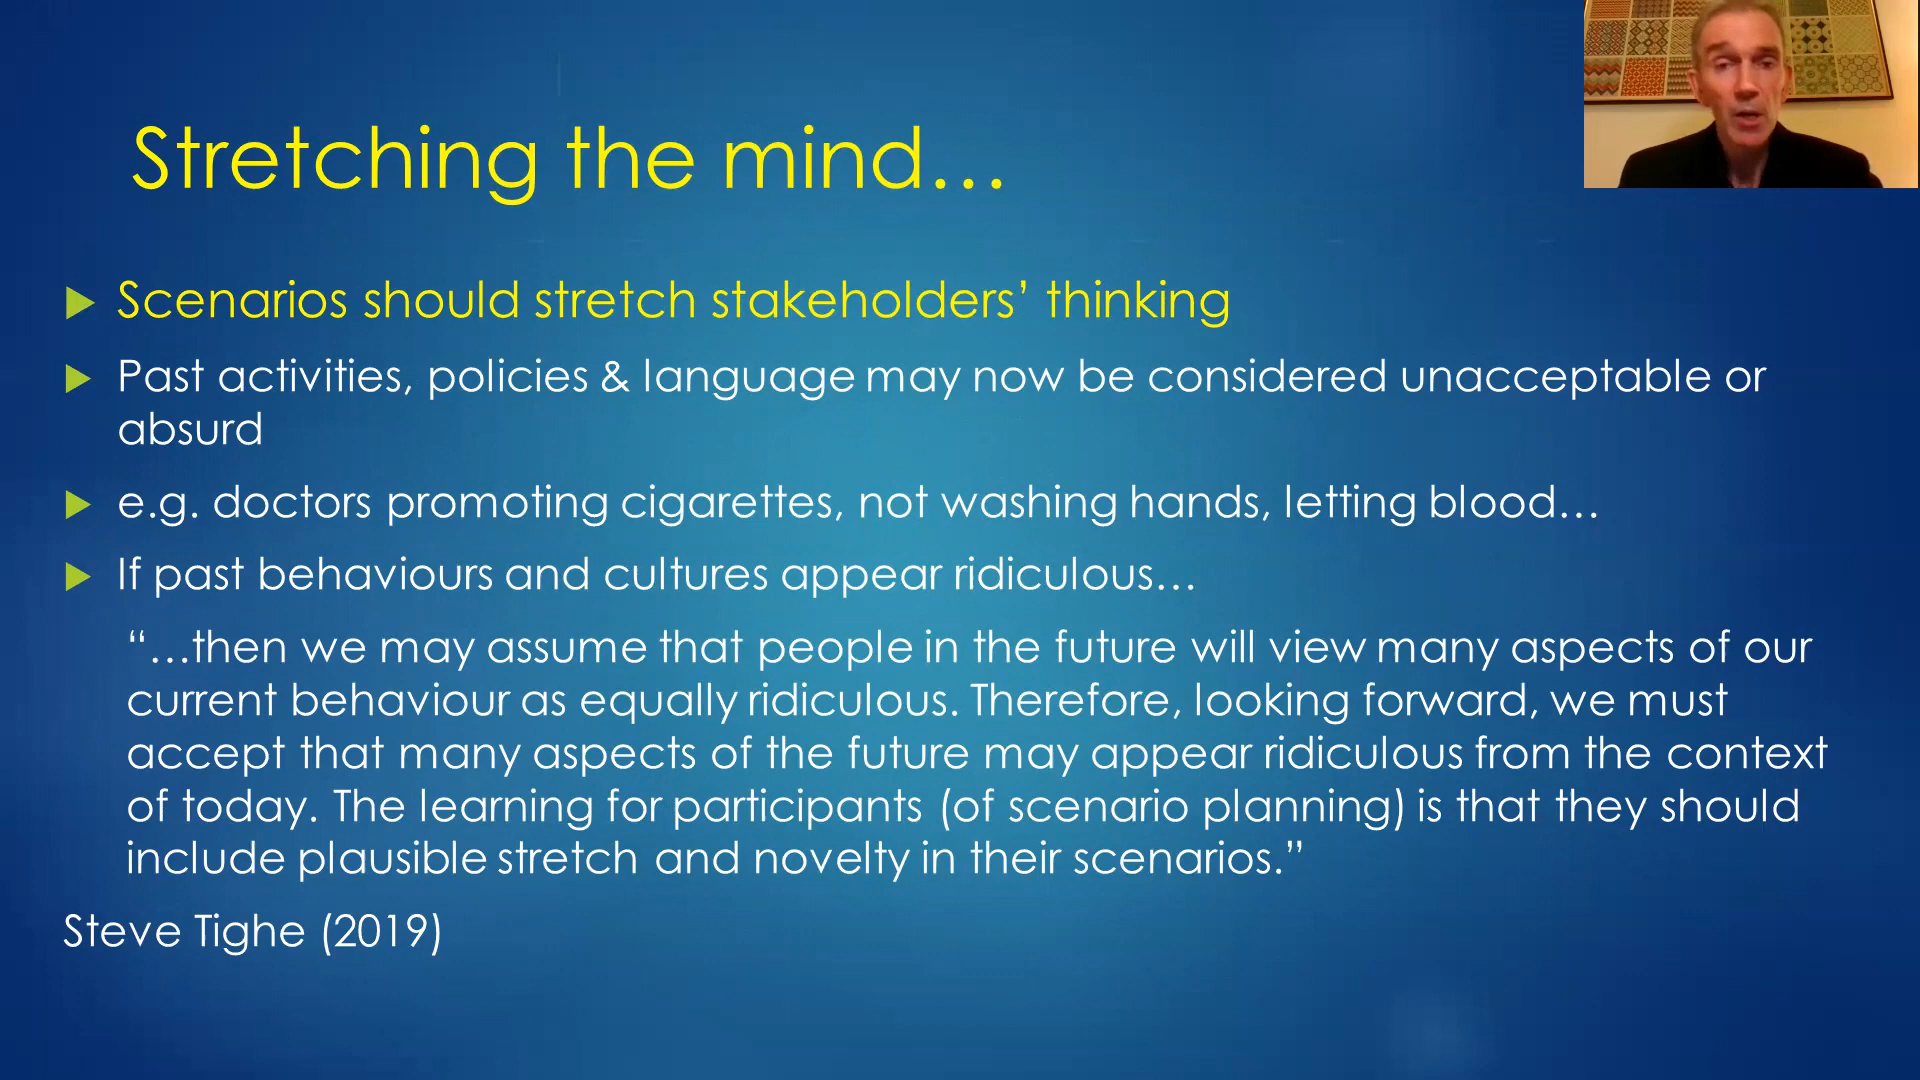 Stretching the mind…
Scenarios should stretch stakeholders’ thinking
Past activities, policies & language may now be considered unacceptable or
absurd
e.g. doctors promoting cigarettes, not washing hands, letting blood…
If past behaviours and cultures appear ridiculous…
“…then we may assume that people in the future will view many aspects of our
current behaviour as equally ridiculous. Therefore, looking forward, we must
accept that many aspects of the future may appear ridiculous from the context
of today. The learning for participants (of scenario planning) is that they should
include plausible stretch and novelty in their scenarios.”
Steve Tighe (2019)